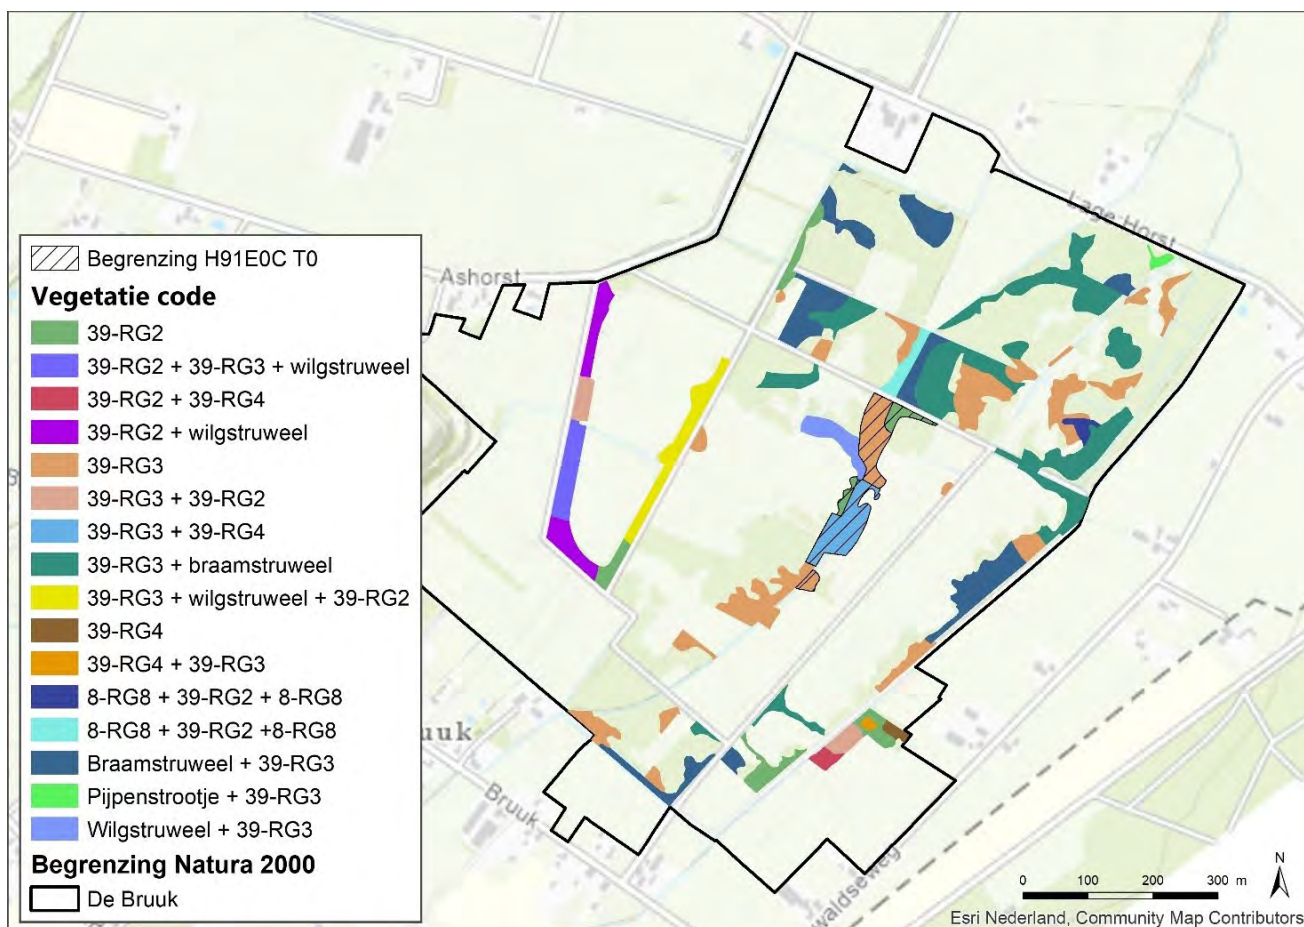 Lage Horst
Ashorst
Begrenzing H91E0C T0
Vegetatie code
39-RG2
39-RG2 + 39-RG3 + wilgstruweel
39-RG2 + 39-RG4
39-RG2 + wilgstruweel
39-RG3
39-RG3 + 39-RG2
39-RG3 + 39-RG4
39-RG3 + braamstruweel
39-RG3 + wilgstruweel + 39-RG2
39-RG4
39-RG4 + 39-RG3
8-RG8 + 39-RG2 + 8-RG8
8-RG8 + 39-RG2 +8-RG8
Braamstruweel + 39-RG3
Pijpenstrootje + 39-RG3
Wilgstruweel + 39-RG3
Begrenzing Natura 2000
De Bruuk
uuk
Bruuk
waldseweg
N
0 100 200 300 m
Esri Nederland, Community Map Contributors